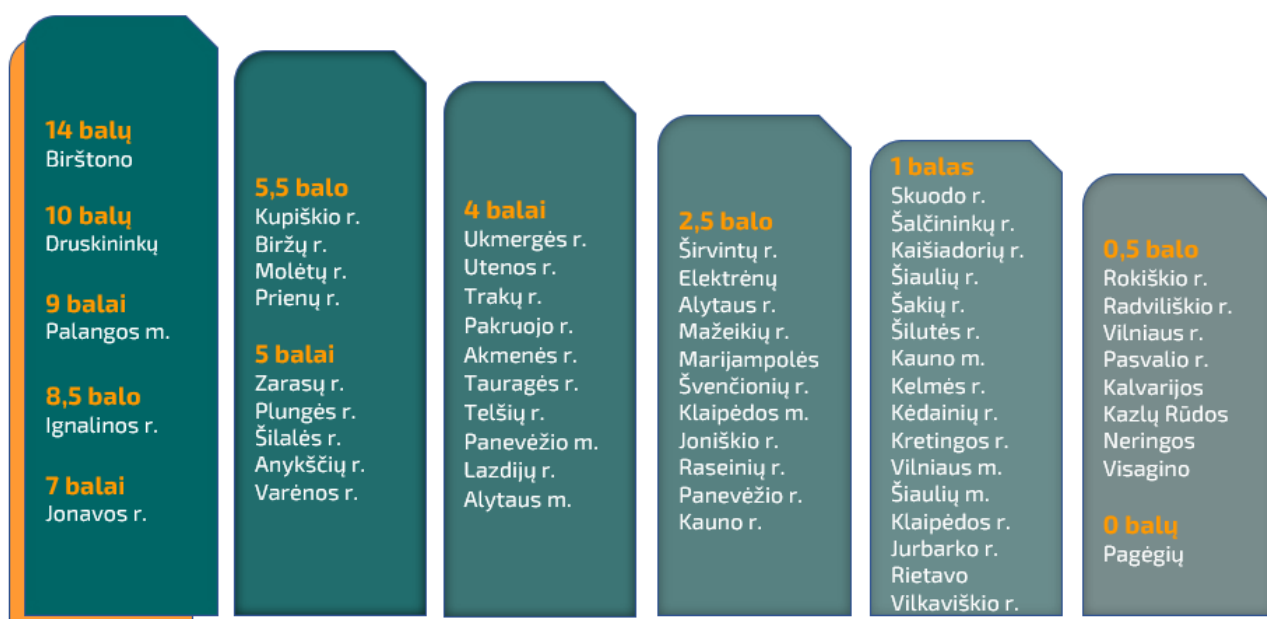 14 balų
Birštono
10 balų
Druskininkų
9 balai
Palangos m.
8,5 balo
Ignalinos r.
7 balai
Jonavos r.
5,5 balo
Kupiškio r.
Biržų r.
Molėtų r.
Prienų r.
5 balai
Zarasų r.
Plungės r.
Šilalės r.
Anykščių r.
Varėnos r.
4 balai
Ukmergės r.
Utenos r.
Trakų r.
Pakruojo r.
Akmenės r.
Tauragės r.
Telšių r.
Panevėžio m.
Lazdijų r.
Alytaus m.
2,5 balo
Širvintų r.
Elektrėnų
Alytaus r.
Mažeikių r.
Marijampolės
Švenčionių r.
Klaipėdos m.
Joniškio r.
Raseinių r.
Panevėžio r.
Kauno r.
1 balas
Skuodo r.
Šalčininkų r.
Kaišiadorių r.
Šiaulių r.
Šakių r.
Šilutės r.
Kauno m.
Kelmės r.
Kėdainių r.
Kretingos r.
Vilniaus m.
Šiaulių m.
Klaipėdos r.
Jurbarko r.
Rietavo
Vilkaviškio r.
0,5 balo
Rokiškio r.
Radviliškio r.
Vilniaus r.
Pasvalio r.
Kalvarijos
Kazlų Rūdos
Neringos
Visagino
0 balų
Pagėgių